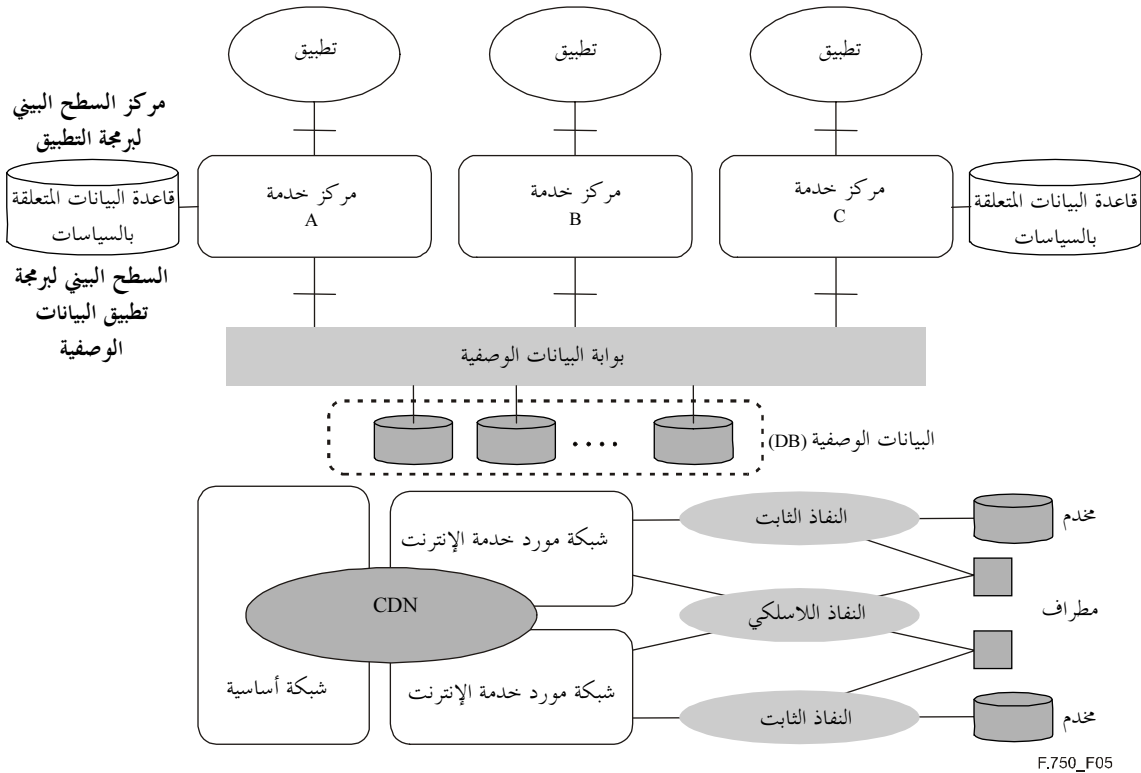 تطبيق
تطبيق
تطبيق
مركز السطح البيني
لبرمجة التطبيق
قاعدة البيانات المتعلقة
بالسياسات
مركز خدمة
A
مركز خدمة
B
مركز خدمة
C
قاعدة البيانات المتعلقة
بالسياسات
السطح البيني لبرمجة
تطبيق البيانات
الوصفية
بوابة البيانات الوصفية
البيانات الوصفية (DB)
....
النفاذ الثابت
مخدم
شبكة مورد خدمة الإنترنت
CDN
النفاذ اللاسلكي
مطراف
شبكة أساسية
شبكة مورد خدمة الإنترنت
النفاذ الثابت
مخدم
F.750_F05